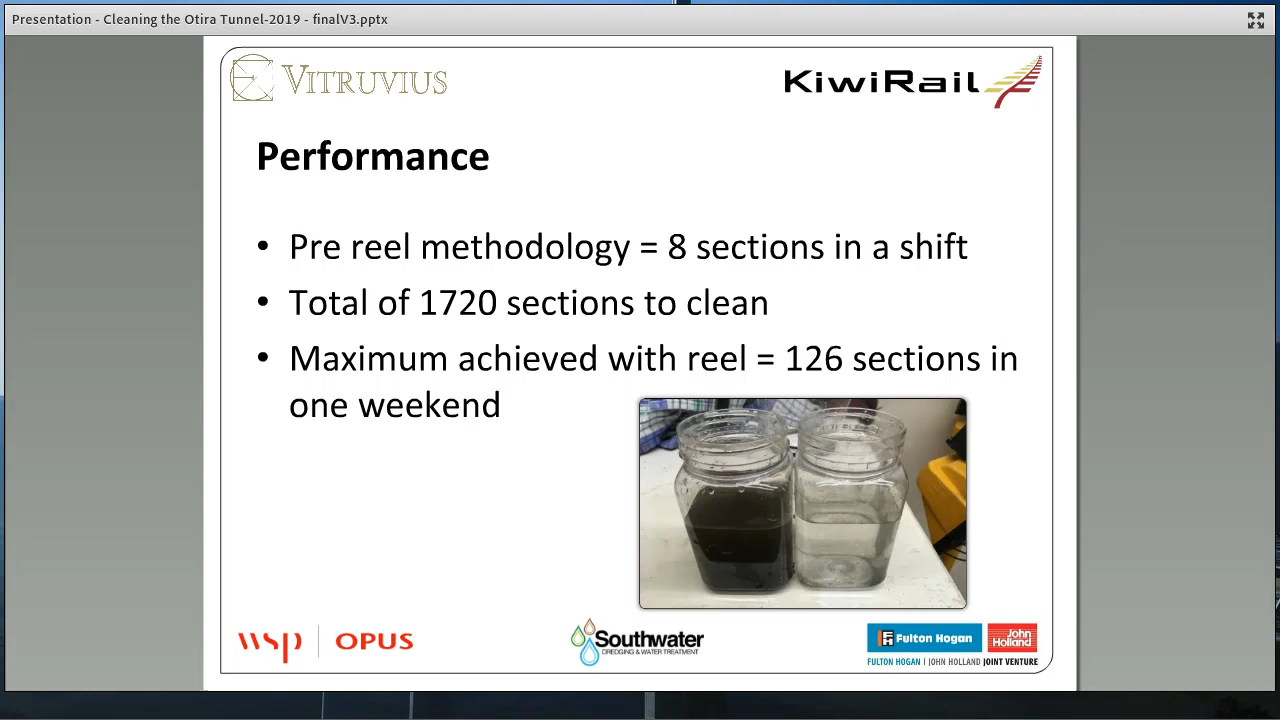 Presentation - Cleaning the Otira Tunnel-2019 - finalV3.pptx
VITRUVIUS
KiwiRail
Performance
• Pre reel methodology = 8 sections in a shift
• Total of 1720 sections to clean
• Maximum achieved with reel = 126 sections in
one weekend
wsp | OPUS
Southwater
DREDGING & WATER TREATMENT
Fulton Hogan
John
Holland
FULTON HOGAN | JOHN HOLLAND JOINT VENTURE